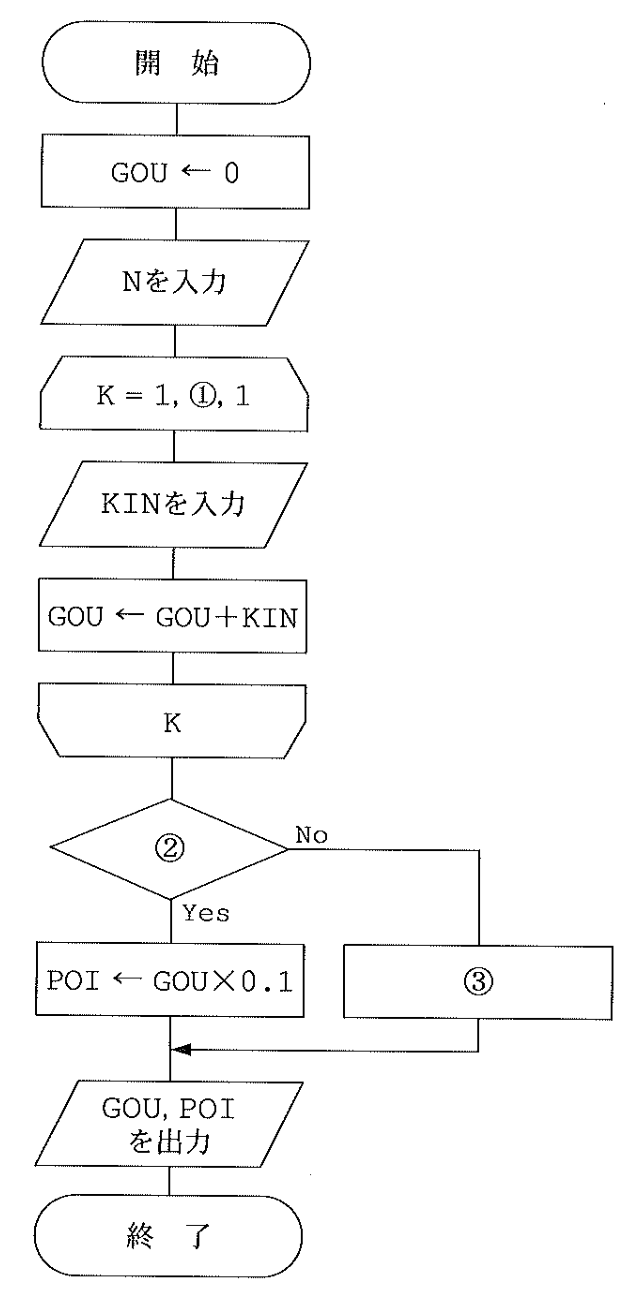 開 始
GOU ← 0
Nを入力
K = 1, ①, 1
KINを入力
GOU ← GOU+KIN
K
②
No
Yes
POI ← GOU×0.1
③
GOU, POI
を出力
終 了